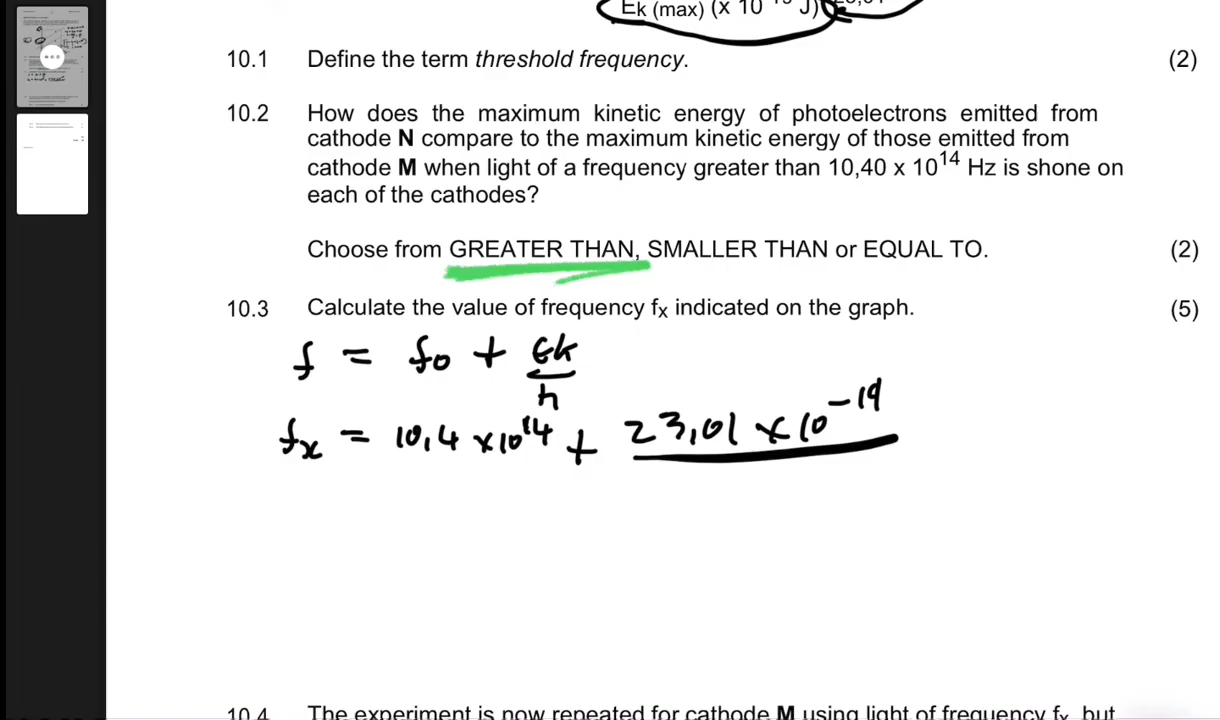 Ek (max) (x 10
10.1 Define the term threshold frequency. (2)
10.2 How does the maximum kinetic energy of photoelectrons emitted from
cathode N compare to the maximum kinetic energy of those emitted from
cathode M when light of a frequency greater than 10,40 x 10¹⁴ Hz is shone on
each of the cathodes?
Choose from GREATER THAN, SMALLER THAN or EQUAL TO. (2)
10.3 Calculate the value of frequency fₓ indicated on the graph. (5)
f = f₀ + Ek/h
fₓ = 10,4 × 10¹⁴ + 23,01 × 10⁻¹⁹
10.4 The experiment is now repeated for cathode M using light of frequency fₓ, but